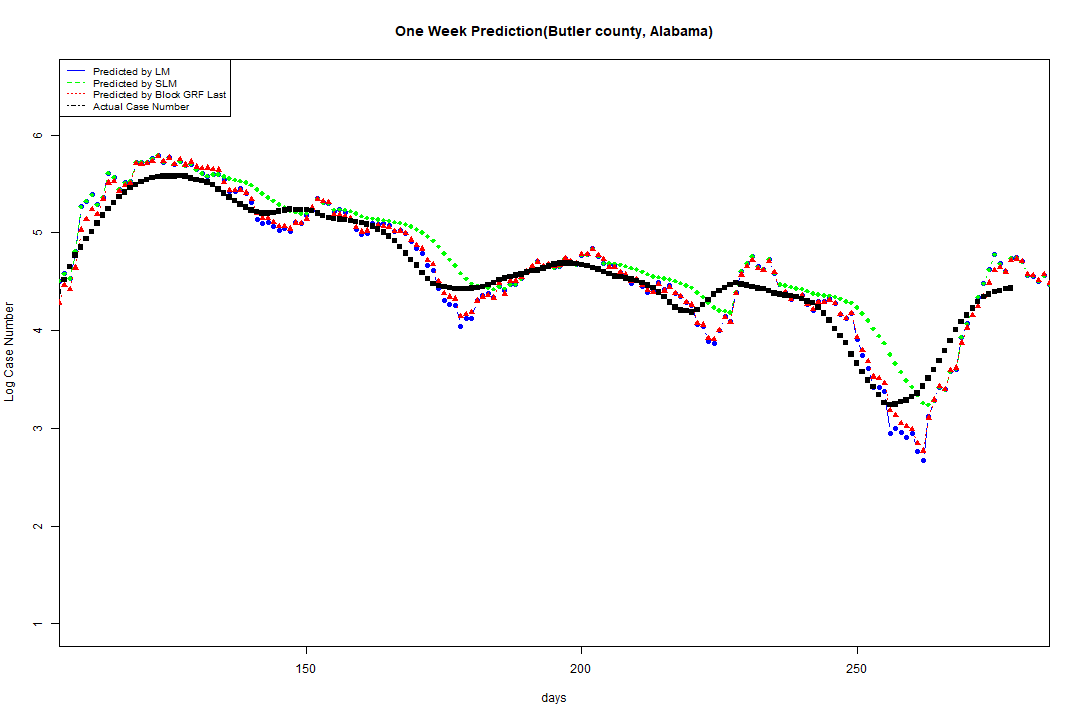 One Week Prediction(Butler county, Alabama)
Predicted by LM
Predicted by SLM
Predicted by Block GRF Last
Actual Case Number
6
5
4
3
2
1
Log Case Number
150
200
250
days